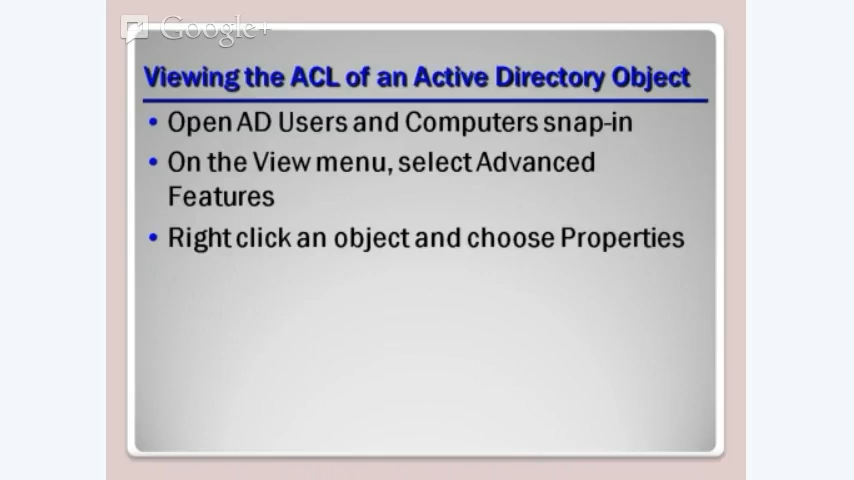 Google+
Viewing the ACL of an Active Directory Object
• Open AD Users and Computers snap-in
• On the View menu, select Advanced
Features
• Right click an object and choose Properties